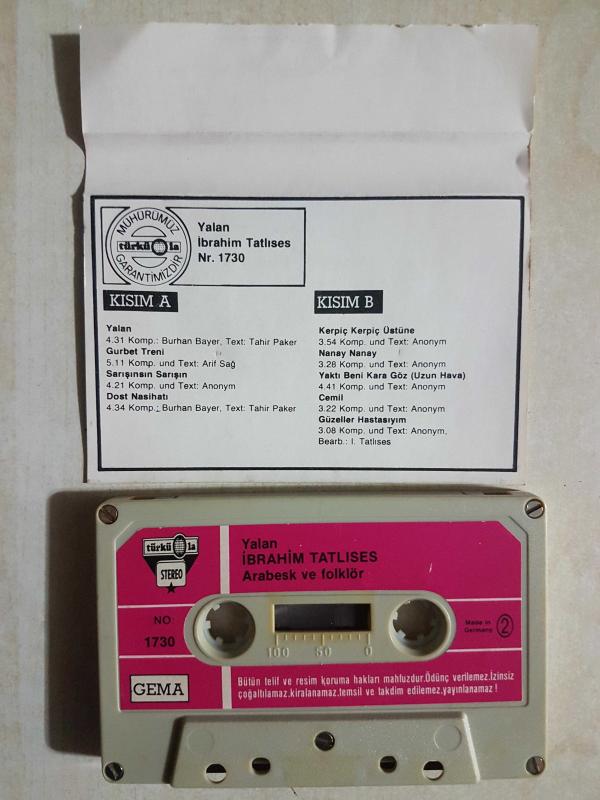 MÜHÜRÜMÜZ
türküola
GARANTİMİZDİR
Yalan
İbrahim Tatlıses
Nr. 1730
KISIM A
Yalan
4.31 Komp.: Burhan Bayer, Text: Tahir Paker
Gurbet Treni
5.11 Komp. und Text: Arif Sağ
Sarışınsın Sarışın
4.21 Komp. und Text: Anonym
Dost Nasihatı
4.34 Komp.: Burhan Bayer, Text: Tahir Paker
KISIM B
Kerpiç Kerpiç Üstüne
3.54 Komp. und Text: Anonym
Nanay Nanay
3.28 Komp. und Text: Anonym
Yaktı Beni Kara Göz (Uzun Hava)
4.41 Komp. und Text: Anonym
Cemil
3.22 Komp. und Text: Anonym
Güzeller Hastasıyım
3.08 Komp. und Text: Anonym,
Bearb.: I. Tatlıses
türküola
STEREO
Yalan
İBRAHİM TATLISES
Arabesk ve folklör
NO:
1730
100 50 0
Made in
Germany
2
GEMA
Bütün telif ve resim koruma hakları mahfuzdur.Ödünç verilemez.İzinsiz
çoğaltılamaz,kiralanamaz,temsil ve takdim edilemez,yayınlanamaz!